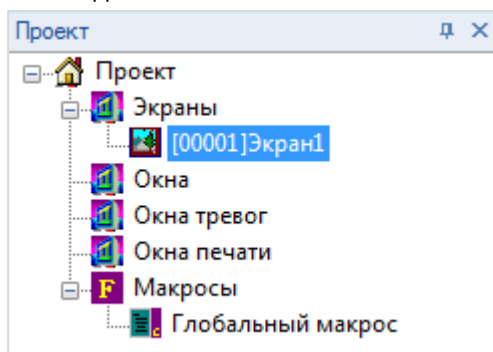 Проект
Проект
Экраны
[00001]Экран1
Окна
Окна тревог
Окна печати
Макросы
Глобальный макрос